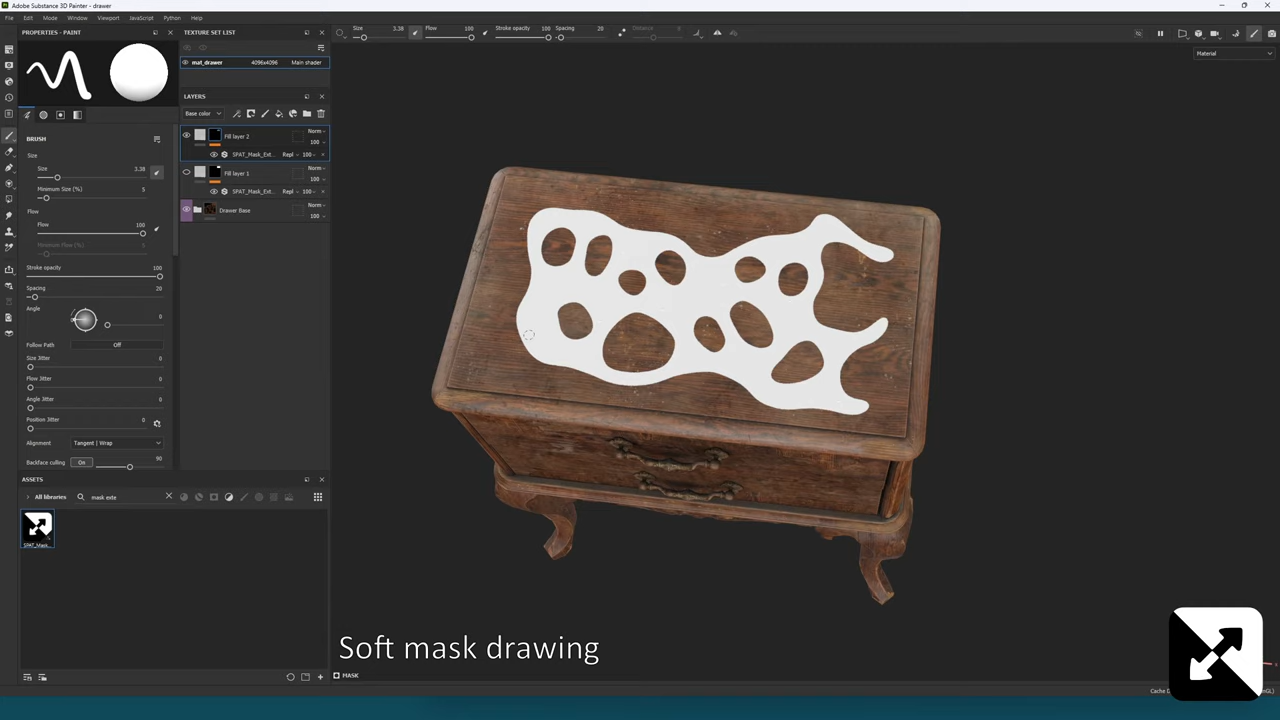 Adobe Substance 3D Painter - drawer
File Edit Mode Window Viewport JavaScript Python Help
PROPERTIES - PAINT
TEXTURE SET LIST
Size 3.38 Flow 100 Stroke opacity 100 Spacing 20 Distance 8
Material
mat_drawer 4096x4096 Main shader
LAYERS
Base color
Fill layer 2 Norm 100
SPAT_Mask_Ext... Repl 100
Fill layer 1 Norm 100
SPAT_Mask_Ext... Repl 100
Drawer Base Norm 100
BRUSH
Size
Size 3.38
Minimum Size (%) 5
Flow
Flow 100
Minimum Flow (%) 5
Stroke opacity 100
Spacing 20
Angle 0
Follow Path Off
Size Jitter 0
Flow Jitter 0
Angle Jitter 0
Position Jitter 0
Alignment Tangent | Wrap
Backface culling On 90
ASSETS
All libraries mask exte
SPAT_Mask...
Soft mask drawing
MASK